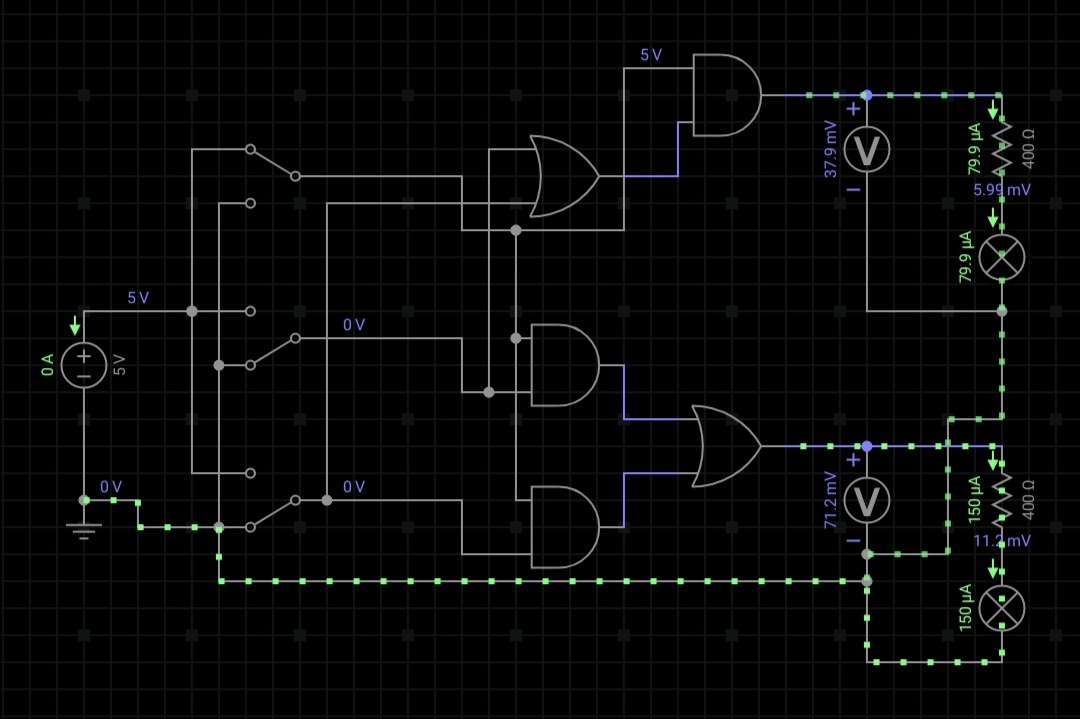 5 V
37.9 mV
79.9 µA
400 Ω
5.99 mV
79.9 µA
5 V
0 V
0 A
5 V
0 V
0 V
71.2 mV
150 µA
400 Ω
11.2 mV
150 µA
V
V